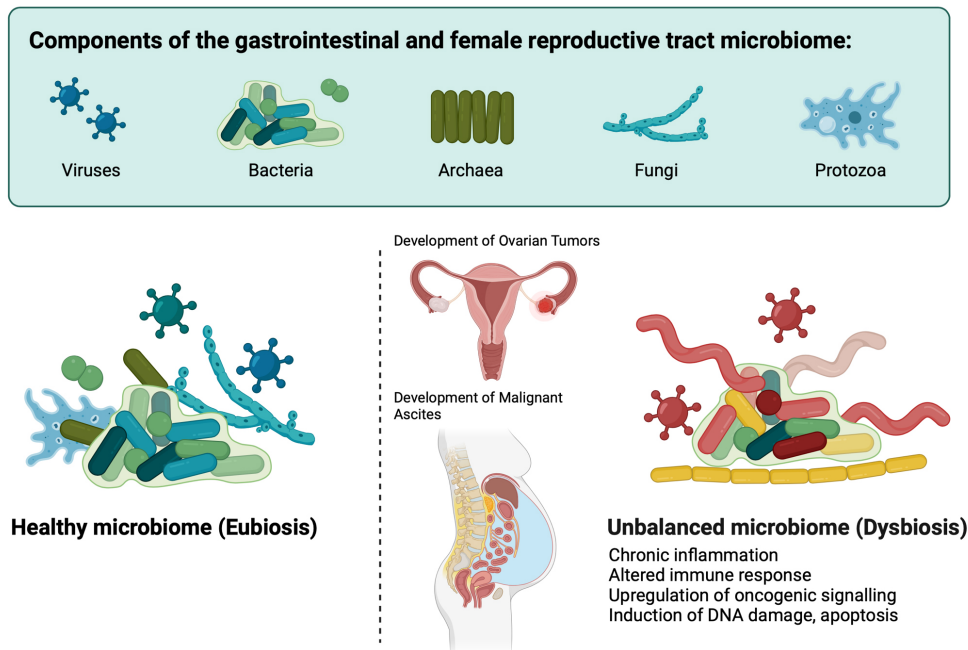 Components of the gastrointestinal and female reproductive tract microbiome:
Viruses
Bacteria
Archaea
Fungi
Protozoa
Development of Ovarian Tumors
Development of Malignant
Ascites
Healthy microbiome (Eubiosis)
Unbalanced microbiome (Dysbiosis)
Chronic inflammation
Altered immune response
Upregulation of oncogenic signalling
Induction of DNA damage, apoptosis